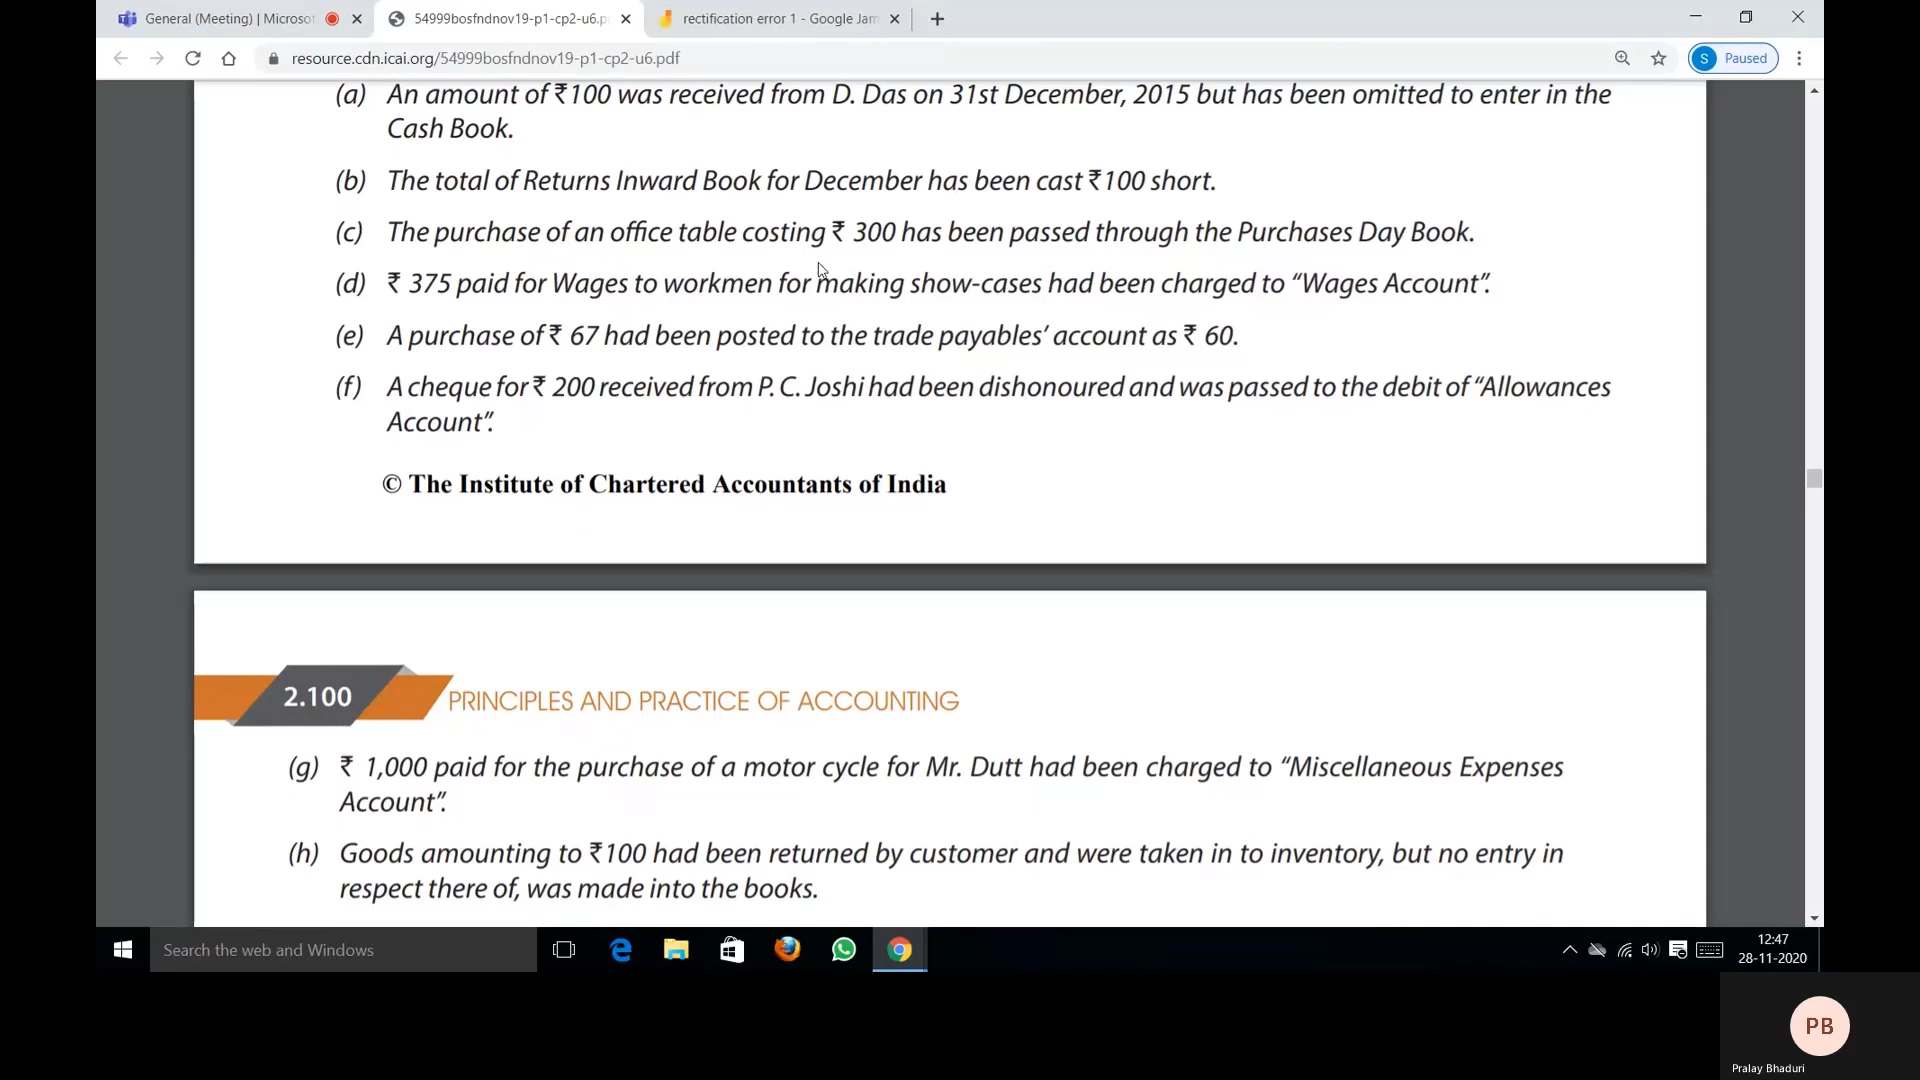 General (Meeting) | Microsof
54999bosfndnov19-p1-cp2-u6.p
rectification error 1 - Google Jam
resource.cdn.icai.org/54999bosfndnov19-p1-cp2-u6.pdf
S Paused
(a) An amount of ₹100 was received from D. Das on 31st December, 2015 but has been omitted to enter in the
Cash Book.
(b) The total of Returns Inward Book for December has been cast ₹100 short.
(c) The purchase of an office table costing ₹ 300 has been passed through the Purchases Day Book.
(d) ₹ 375 paid for Wages to workmen for making show-cases had been charged to “Wages Account”.
(e) A purchase of ₹ 67 had been posted to the trade payables’ account as ₹ 60.
(f) A cheque for ₹ 200 received from P. C. Joshi had been dishonoured and was passed to the debit of “Allowances
Account”.
© The Institute of Chartered Accountants of India
2.100 PRINCIPLES AND PRACTICE OF ACCOUNTING
(g) ₹ 1,000 paid for the purchase of a motor cycle for Mr. Dutt had been charged to “Miscellaneous Expenses
Account”.
(h) Goods amounting to ₹100 had been returned by customer and were taken in to inventory, but no entry in
respect there of, was made into the books.
Search the web and Windows
12:47
28-11-2020
PB
Pralay Bhaduri